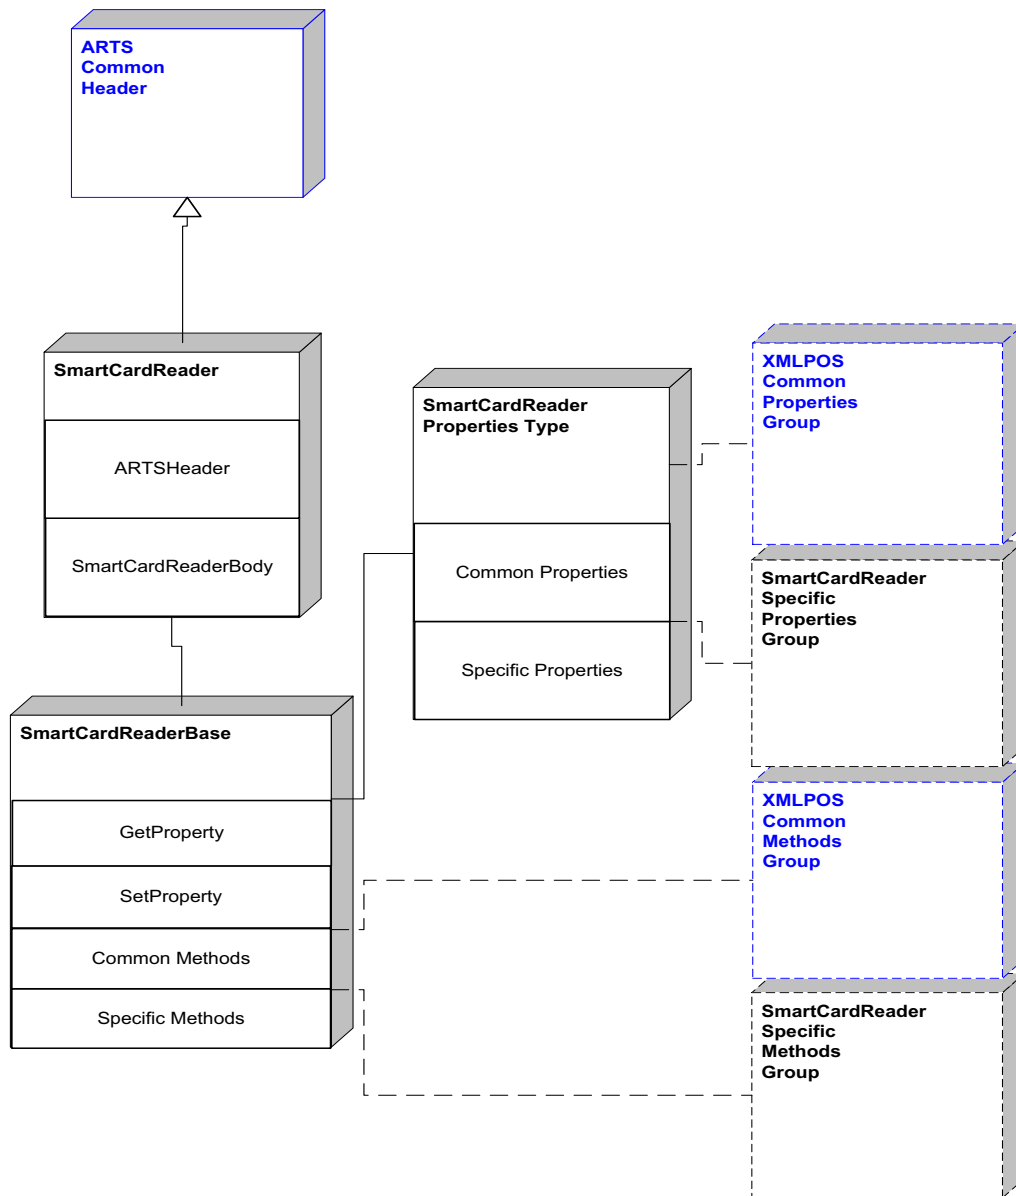 ARTS
Common
Header
SmartCardReader
ARTSHeader
SmartCardReaderBody
SmartCardReader
Properties Type
Common Properties
Specific Properties
XMLPOS
Common
Properties
Group
SmartCardReader
Specific
Properties
Group
SmartCardReaderBase
GetProperty
SetProperty
Common Methods
Specific Methods
XMLPOS
Common
Methods
Group
SmartCardReader
Specific
Methods
Group